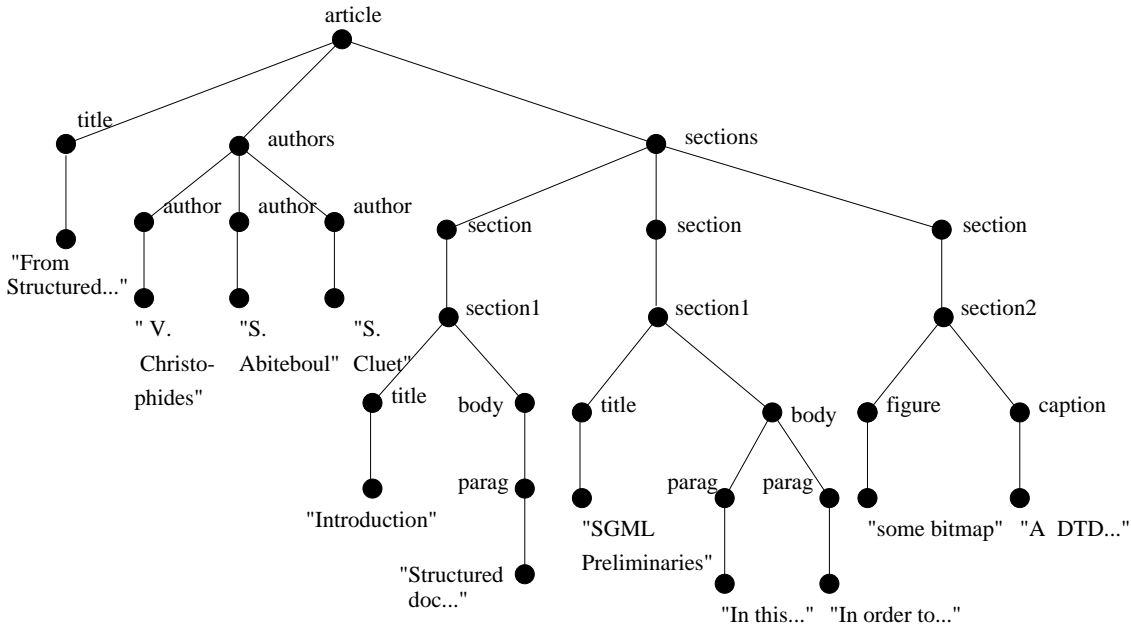 article
title
authors
sections
author
author
author
section
section
section
"From
Structured..."
" V.
Christo-
phides"
"S.
Abiteboul"
"S.
Cluet"
section1
section1
section2
title
body
title
body
figure
caption
parag
parag
parag
"Introduction"
"SGML
Preliminaries"
"some bitmap"
"A DTD..."
"Structured
doc..."
"In this..."
"In order to..."